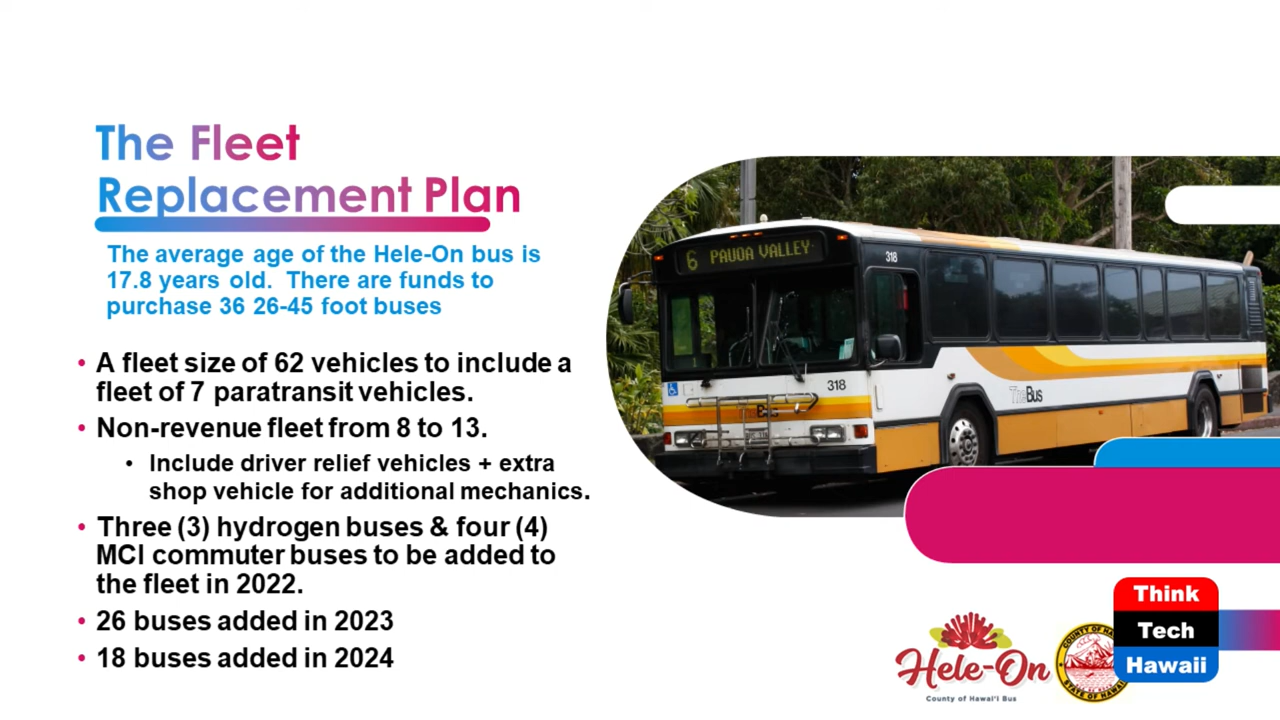 The Fleet
Replacement Plan
The average age of the Hele-On bus is
17.8 years old. There are funds to
purchase 36 26-45 foot buses
• A fleet size of 62 vehicles to include a
fleet of 7 paratransit vehicles.
• Non-revenue fleet from 8 to 13.
• Include driver relief vehicles + extra
shop vehicle for additional mechanics.
• Three (3) hydrogen buses & four (4)
MCI commuter buses to be added to
the fleet in 2022.
• 26 buses added in 2023
• 18 buses added in 2024
6 PAUOA VALLEY
318
318
TheBus
Hele-On
County of Hawai'i Bus
COUNTY OF
STATE OF HAWAI
Think
Tech
Hawaii